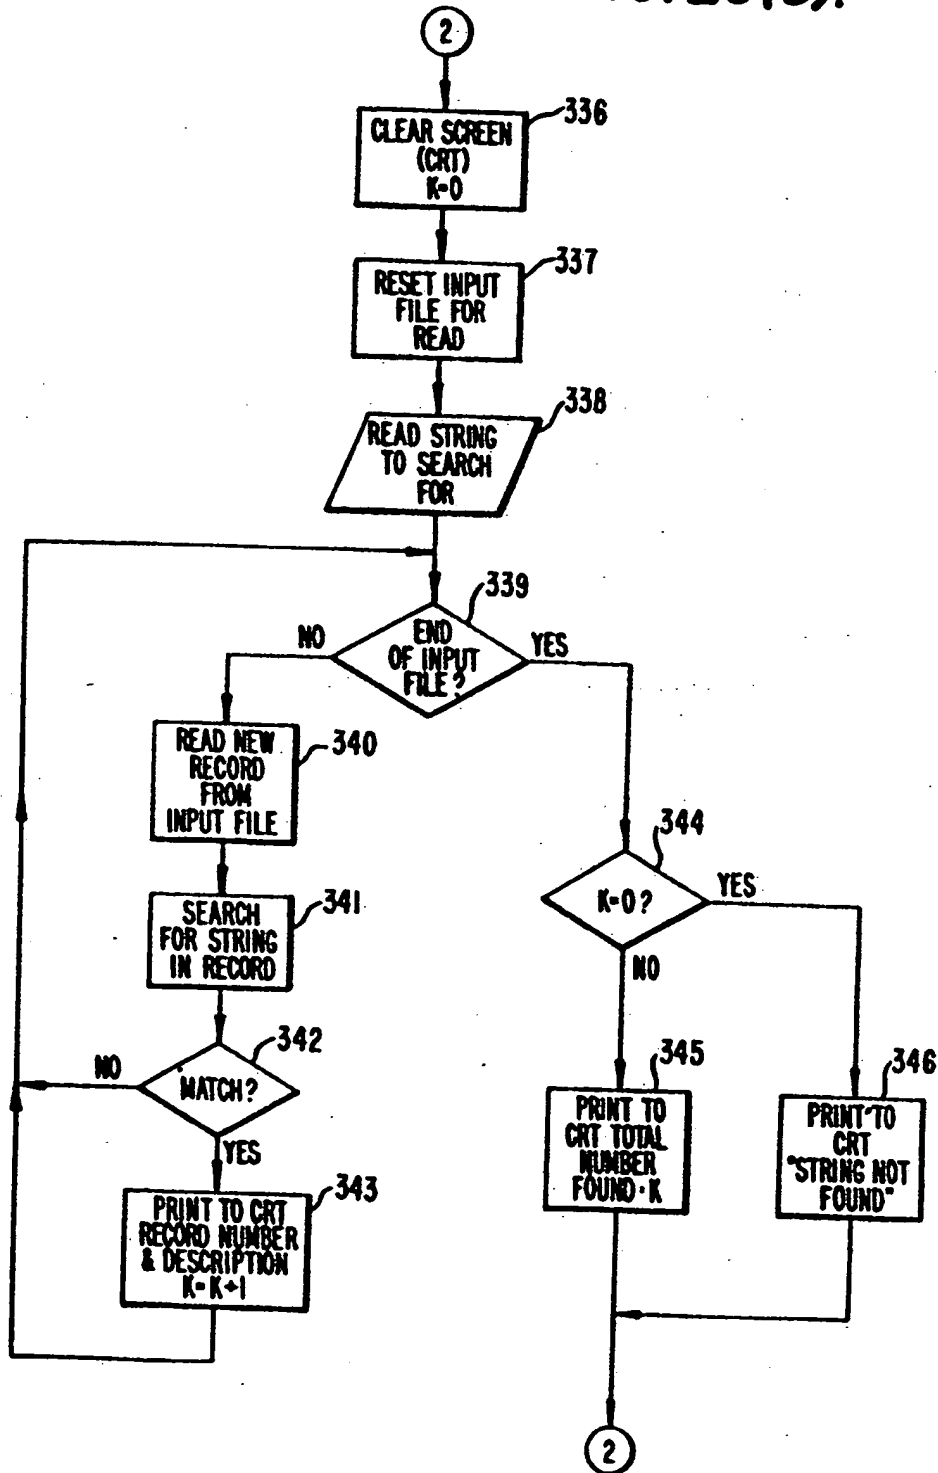 2
CLEAR SCREEN
(CRT)
K=0
336
RESET INPUT
FILE FOR
READ
337
READ STRING
TO SEARCH
FOR
338
END
OF INPUT
FILE?
339
NO
YES
READ NEW
RECORD
FROM
INPUT FILE
340
SEARCH
FOR STRING
IN RECORD
341
MATCH?
342
NO
YES
PRINT TO CRT
RECORD NUMBER
& DESCRIPTION
K=K+1
343
K=0?
344
YES
NO
PRINT TO
CRT TOTAL
NUMBER
FOUND·K
345
PRINT TO
CRT
"STRING NOT
FOUND"
346
2